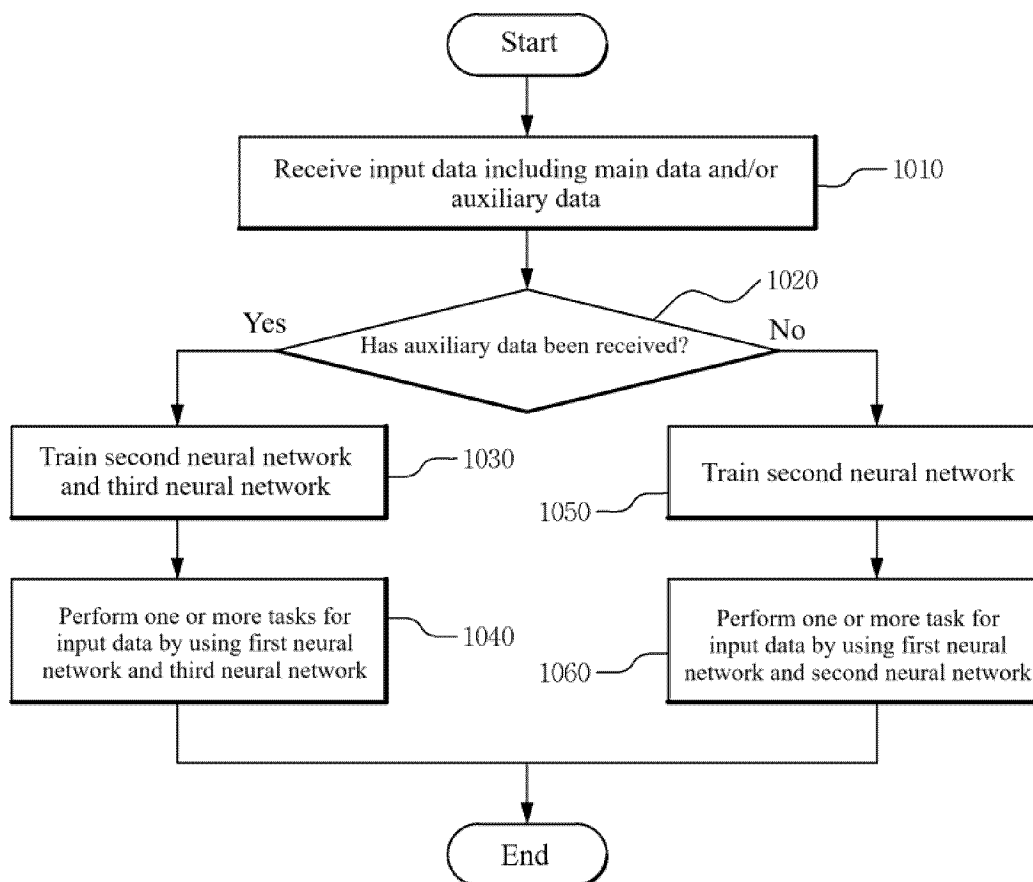 Start
Receive input data including main data and/or
auxiliary data
1010
1020
Yes
No
Has auxiliary data been received?
Train second neural network
and third neural network
1030
Train second neural network
1050
Perform one or more tasks for
input data by using first neural
network and third neural network
1040
Perform one or more task for
input data by using first neural
network and second neural network
1060
End